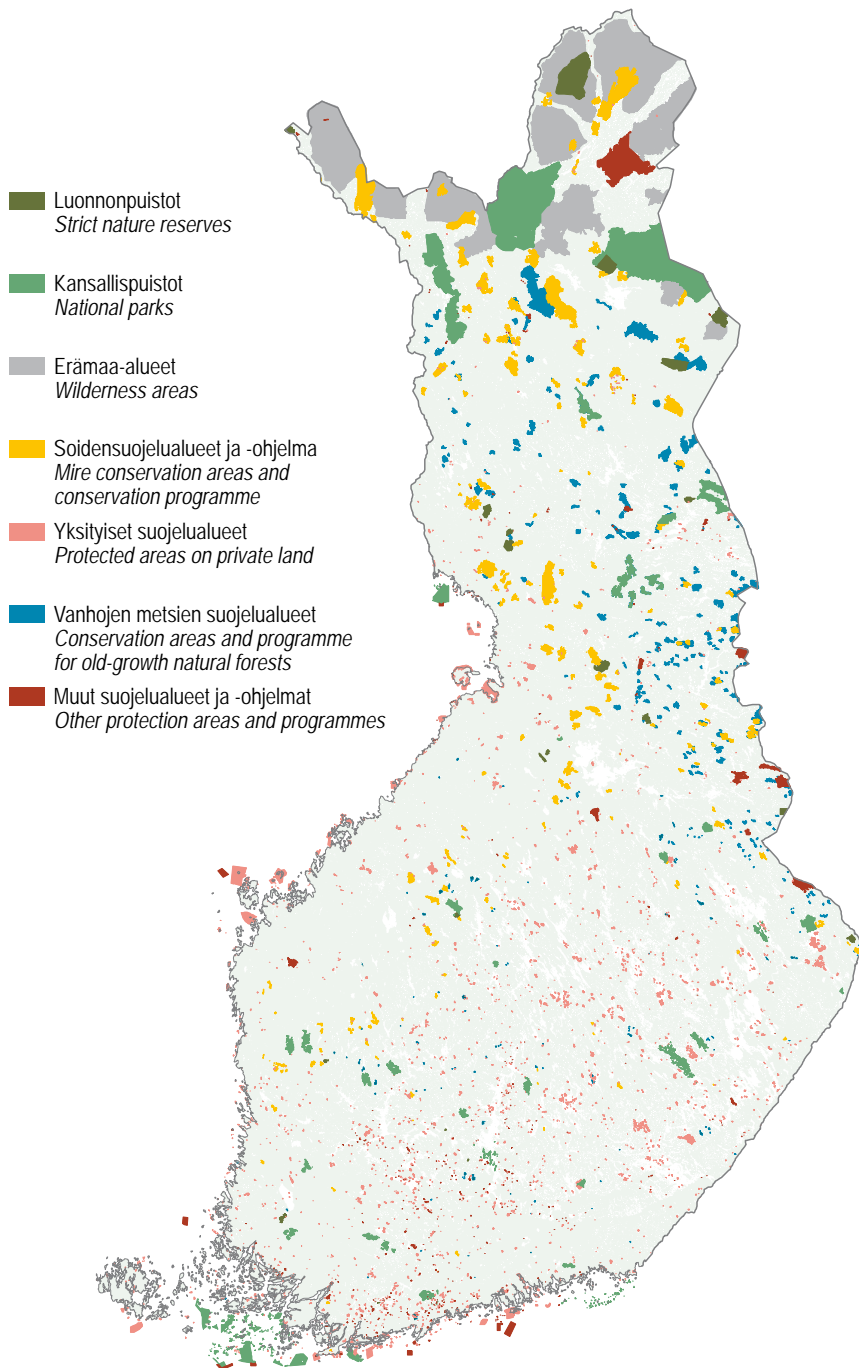 Luonnonpuistot
Strict nature reserves
Kansallispuistot
National parks
Erämaa-alueet
Wilderness areas
Soidensuojelualueet ja -ohjelma
Mire conservation areas and
conservation programme
Yksityiset suojelualueet
Protected areas on private land
Vanhojen metsien suojelualueet
Conservation areas and programme
for old-growth natural forests
Muut suojelualueet ja -ohjelmat
Other protection areas and programmes